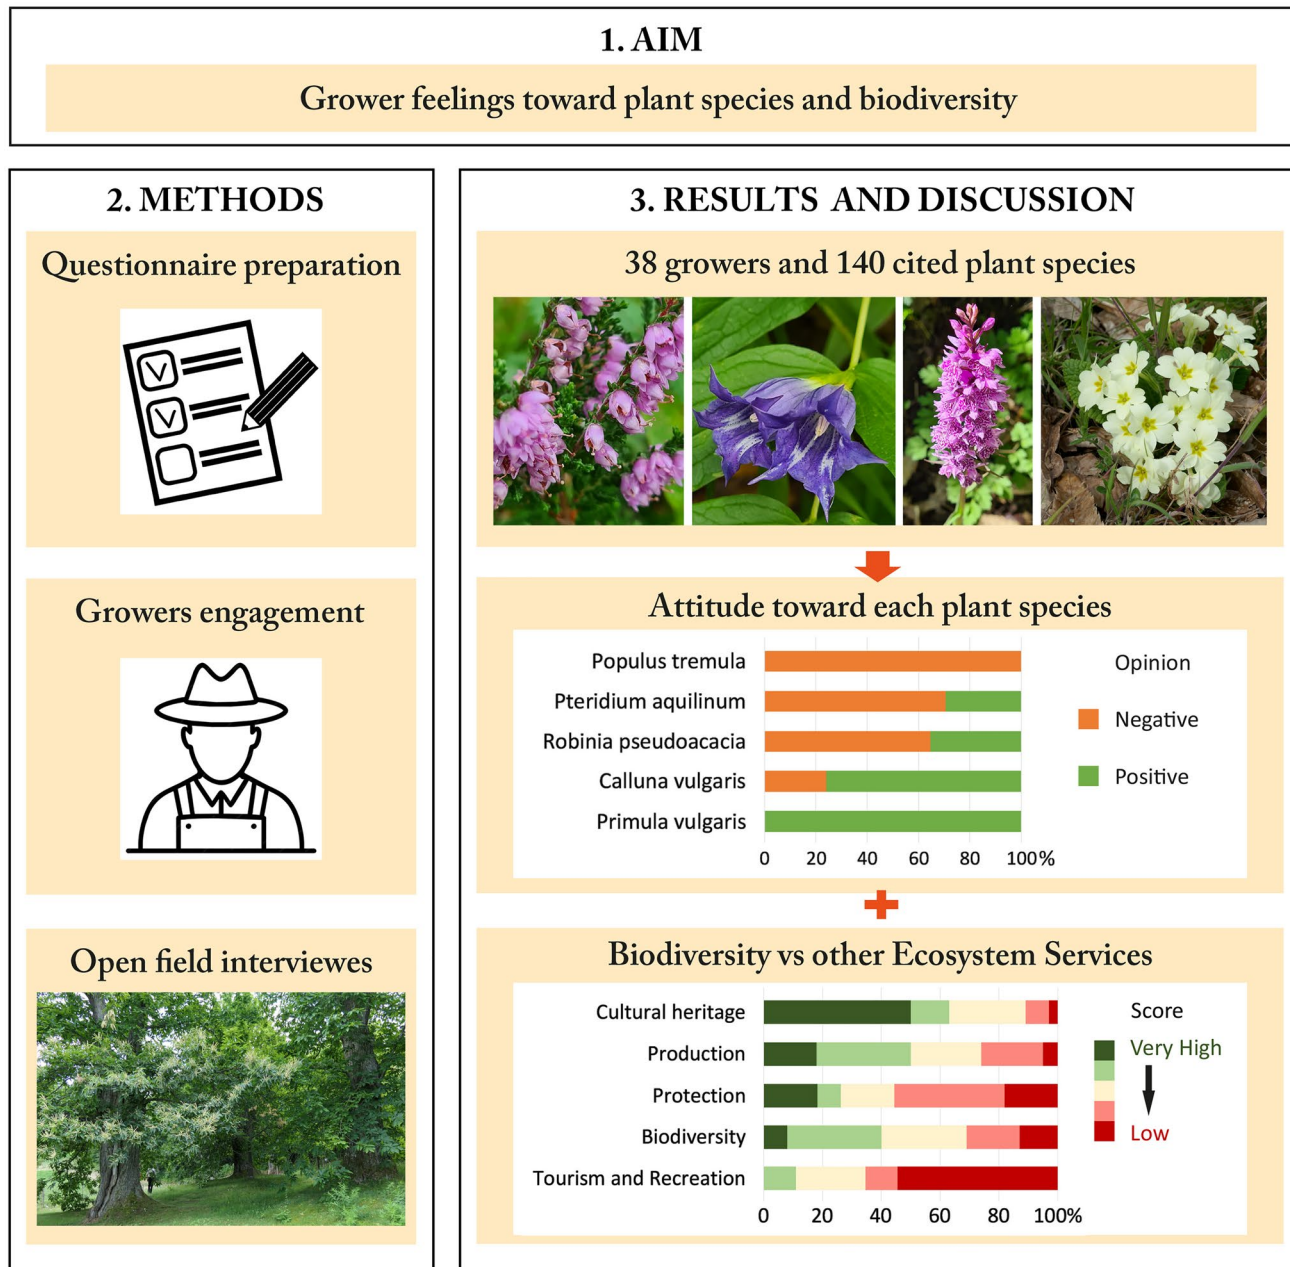 1. AIM
Grower feelings toward plant species and biodiversity
2. METHODS
Questionnaire preparation
Growers engagement
Open field interviewes
3. RESULTS AND DISCUSSION
38 growers and 140 cited plant species
Attitude toward each plant species
Populus tremula
Pteridium aquilinum
Robinia pseudoacacia
Calluna vulgaris
Primula vulgaris
0 20 40 60 80 100%
Opinion
Negative
Positive
Biodiversity vs other Ecosystem Services
Cultural heritage
Production
Protection
Biodiversity
Tourism and Recreation
0 20 40 60 80 100%
Score
Very High
Low